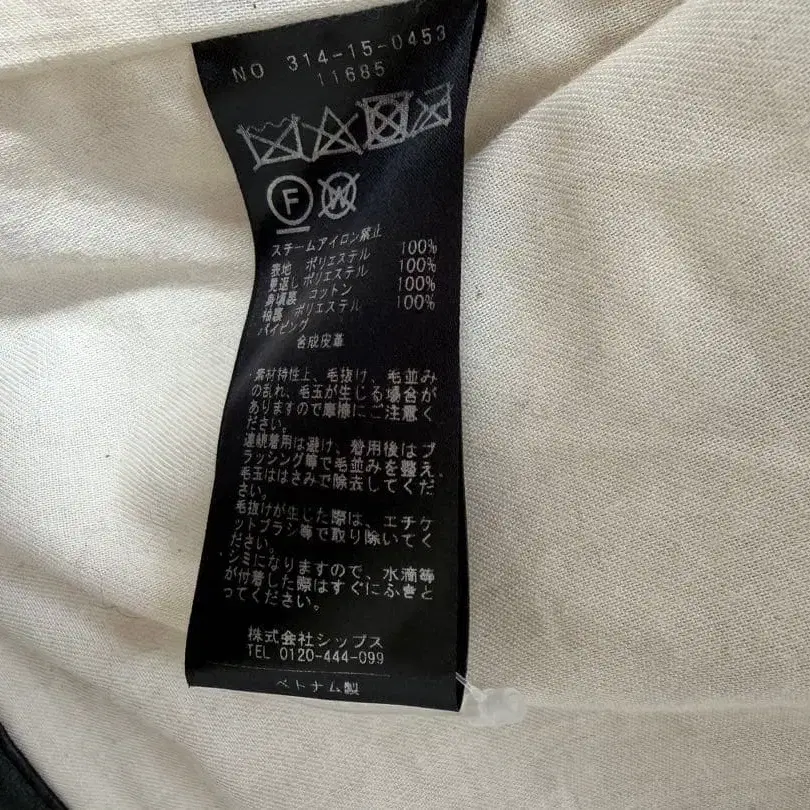 NO 314-15-0453
11685
F W
スチームアイロン禁止
表地 ポリエステル 100%
見返し ポリエステル 100%
身頃裏 コットン 100%
袖裏 ポリエステル 100%
パイピング
合成皮革
・素材特性上、毛抜け、毛並み
の乱れ、毛玉が生じる場合が
ありますので摩擦にご注意く
ださい。
連続着用は避け、着用後はブ
ラッシング等で毛並みを整え、
毛玉ははさみで除去してくだ
さい。
毛抜けが生じた際は、エチケ
ットブラシ等で取り除いてく
ださい。
・シミになりますので、水滴等
が付着した際はすぐにふきと
ってください。
株式会社シップス
TEL 0120-444-099
ベトナム製